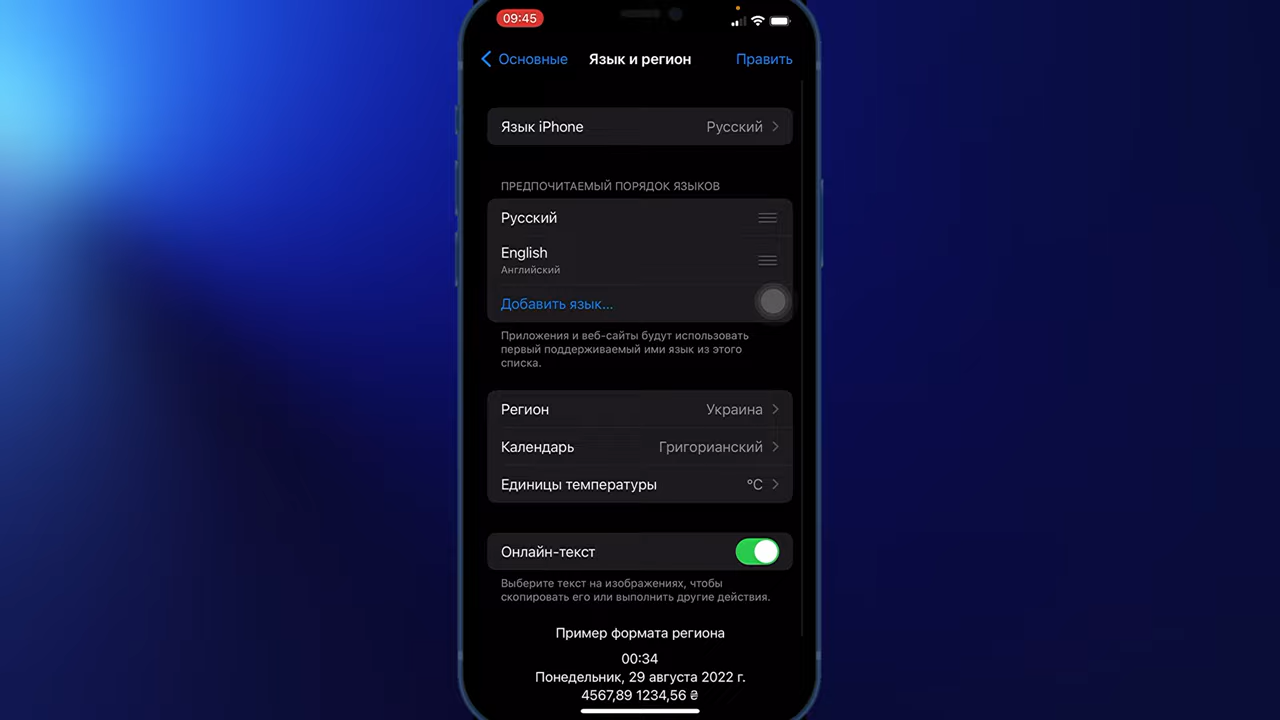 09:45
Основные
Язык и регион
Править
Язык iPhone
Русский
ПРЕДПОЧИТАЕМЫЙ ПОРЯДОК ЯЗЫКОВ
Русский
English
Английский
Добавить язык...
Приложения и веб-сайты будут использовать
первый поддерживаемый ими язык из этого
списка.
Регион
Украина
Календарь
Григорианский
Единицы температуры
°C
Онлайн-текст
Выберите текст на изображениях, чтобы
скопировать его или выполнить другие действия.
Пример формата региона
00:34
Понедельник, 29 августа 2022 г.
4567,89 1234,56 ₴